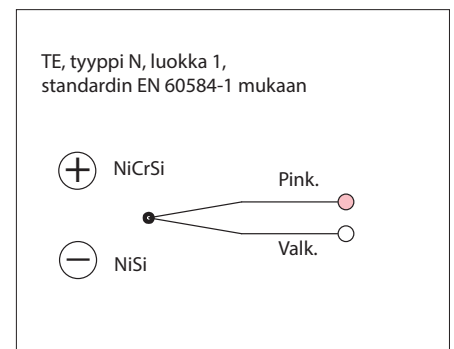 TE, tyyppi N, luokka 1,
standardin EN 60584-1 mukaan
NiCrSi
Pink.
Valk.
NiSi